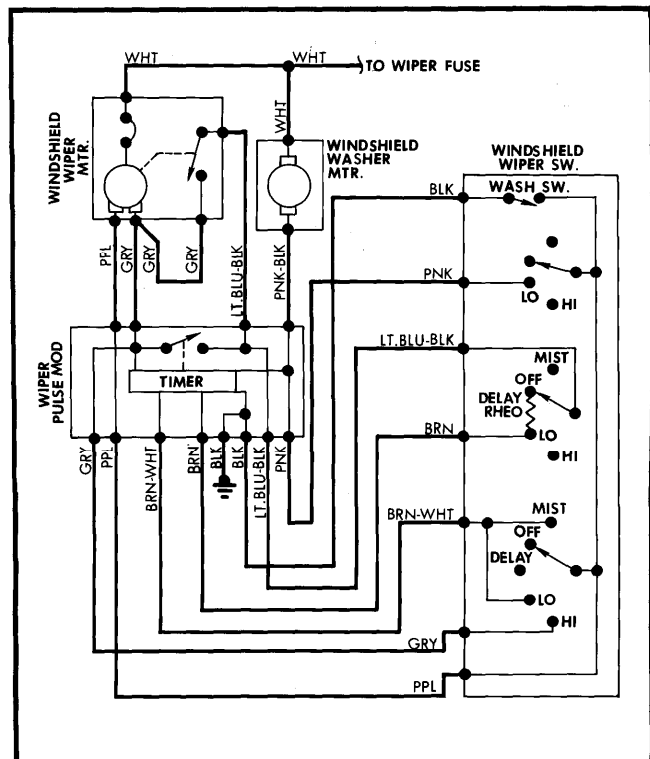 WHT
WHT
TO WIPER FUSE
WHT
WINDSHIELD
WIPER
MTR.
WINDSHIELD
WASHER
MTR.
WINDSHIELD
WIPER SW.
BLK
WASH SW.
PPL
GRY
GRY
GRY
LT.BLU-BLK
PNK-BLK
PNK
LO
HI
WIPER
PULSE MOD
TIMER
LT.BLU-BLK
MIST
OFF
DELAY
RHEO
BRN
LO
HI
GRY
PPL
BRN-WHT
BRN
BLK
BLK
LT.BLU-BLK
PNK
BRN-WHT
MIST
OFF
DELAY
LO
HI
GRY
PPL